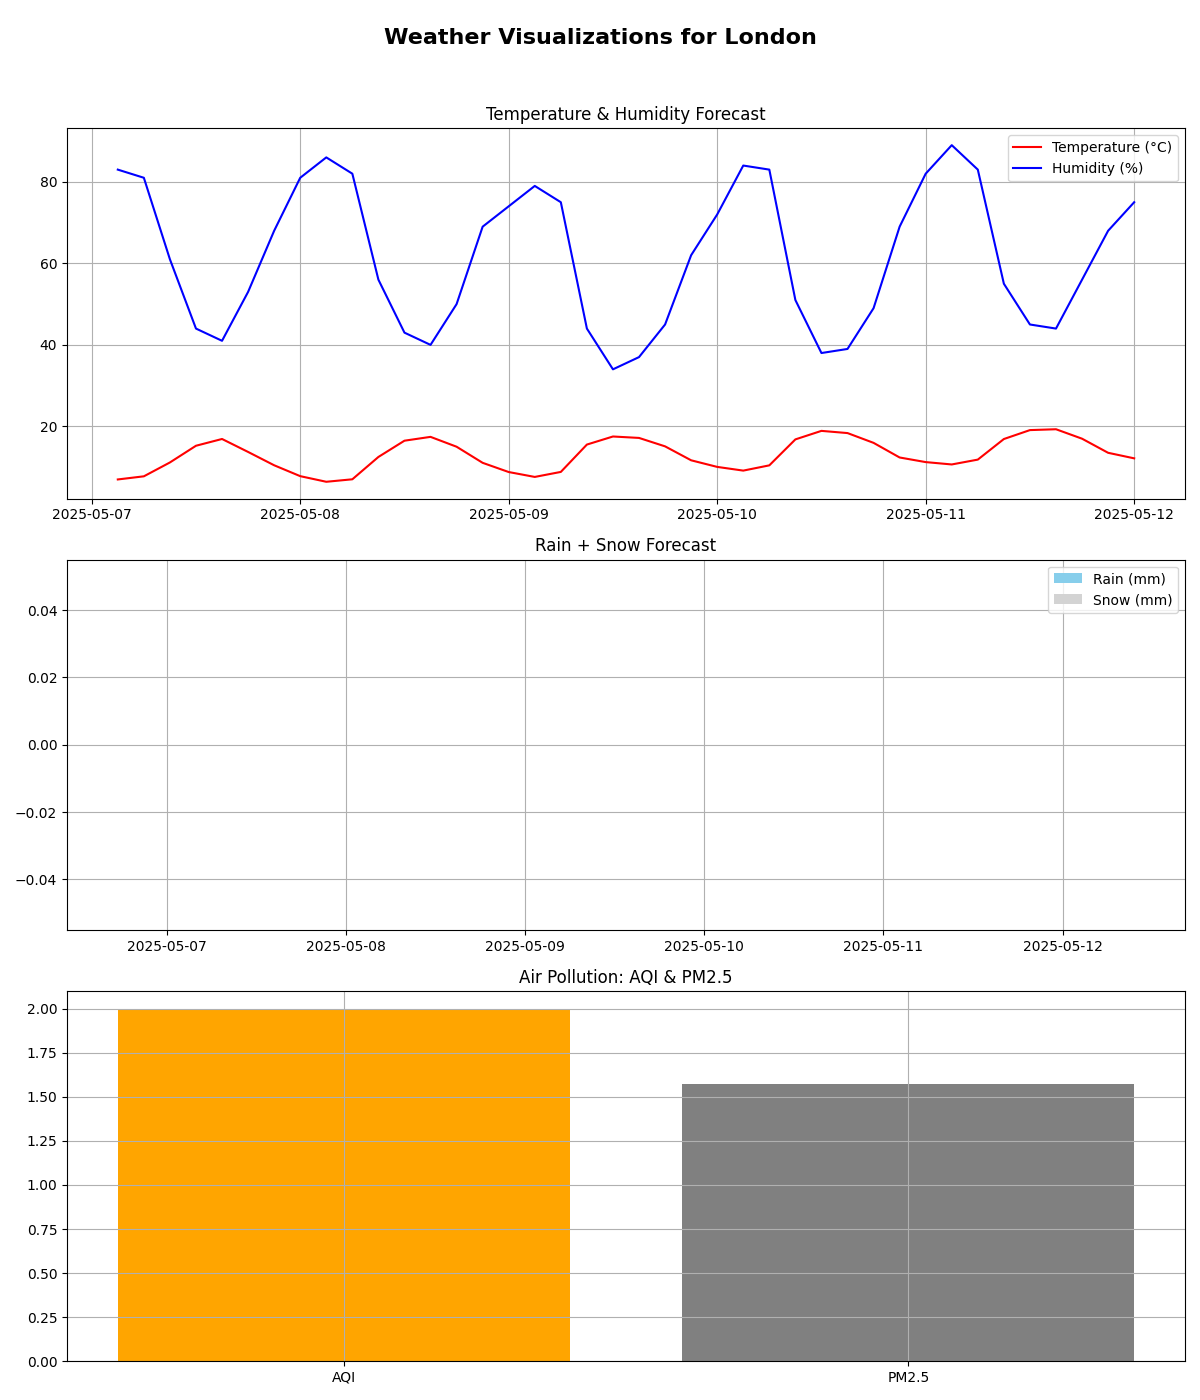 Weather Visualizations for London
Temperature & Humidity Forecast
Temperature (°C)
Humidity (%)
80
60
40
20
2025-05-07 2025-05-08 2025-05-09 2025-05-10 2025-05-11 2025-05-12
Rain + Snow Forecast
Rain (mm)
Snow (mm)
0.04
0.02
0.00
−0.02
−0.04
2025-05-07 2025-05-08 2025-05-09 2025-05-10 2025-05-11 2025-05-12
Air Pollution: AQI & PM2.5
2.00
1.75
1.50
1.25
1.00
0.75
0.50
0.25
0.00
AQI PM2.5